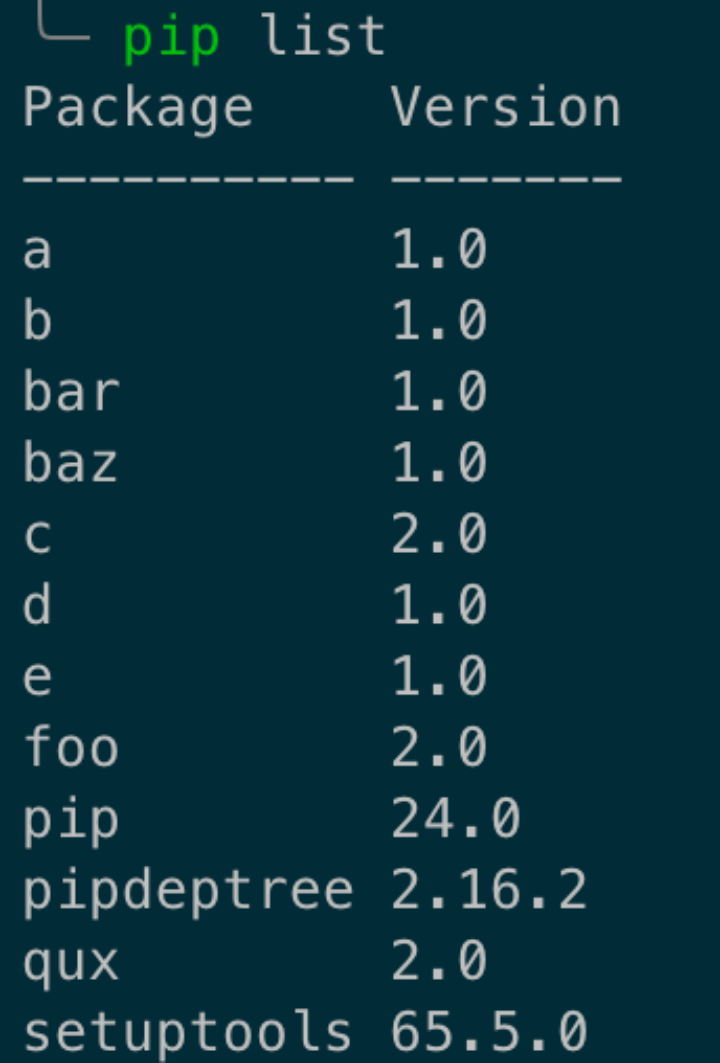 ╰─ pip list
Package    Version
---------- -------
a          1.0
b          1.0
bar        1.0
baz        1.0
c          2.0
d          1.0
e          1.0
foo        2.0
pip        24.0
pipdeptree 2.16.2
qux        2.0
setuptools 65.5.0